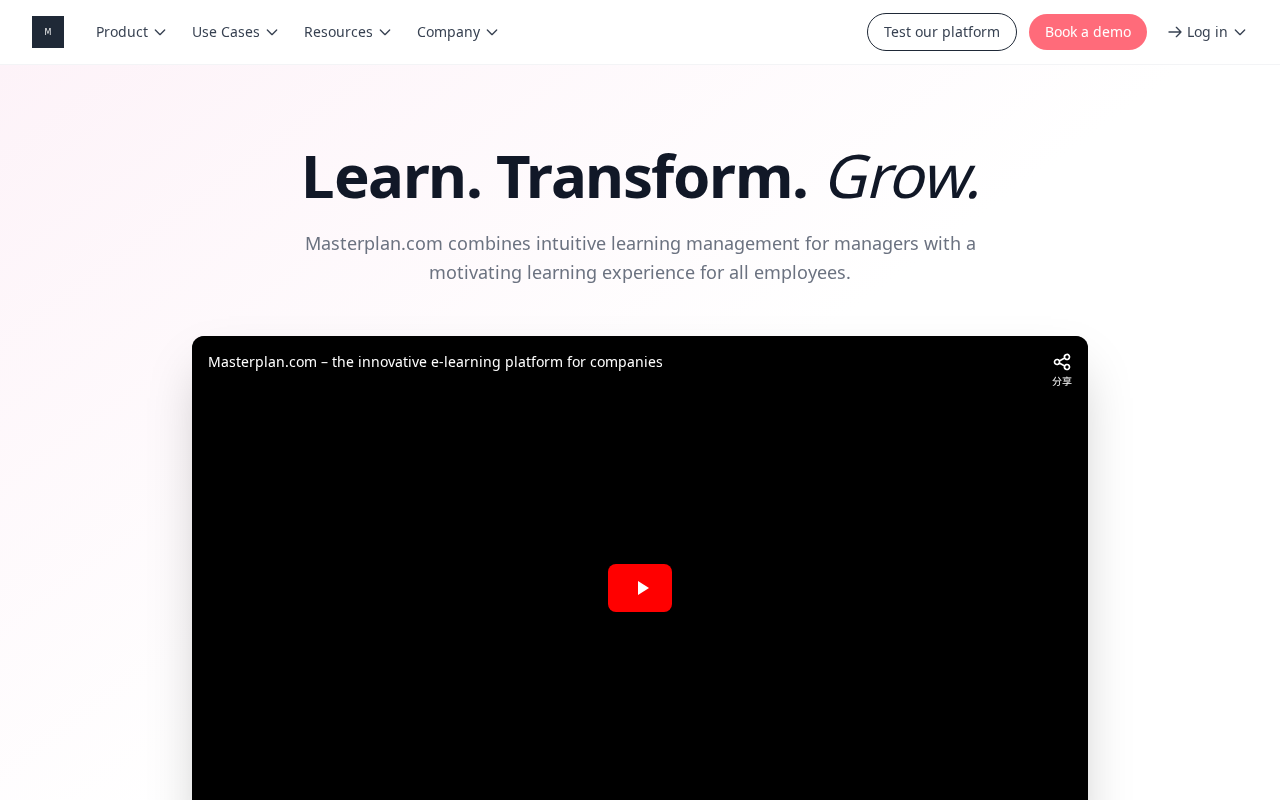 M
Product
Use Cases
Resources
Company
Test our platform
Book a demo
Log in
Learn. Transform. Grow.
Masterplan.com combines intuitive learning management for managers with a
motivating learning experience for all employees.
Masterplan.com – the innovative e-learning platform for companies
分享